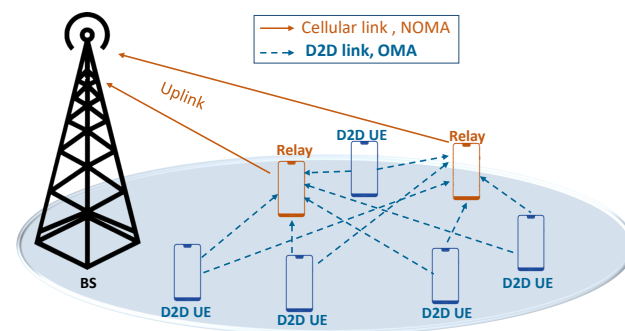 Cellular link , NOMA
D2D link, OMA
Uplink
D2D UE
Relay
Relay
BS
D2D UE
D2D UE
D2D UE
D2D UE